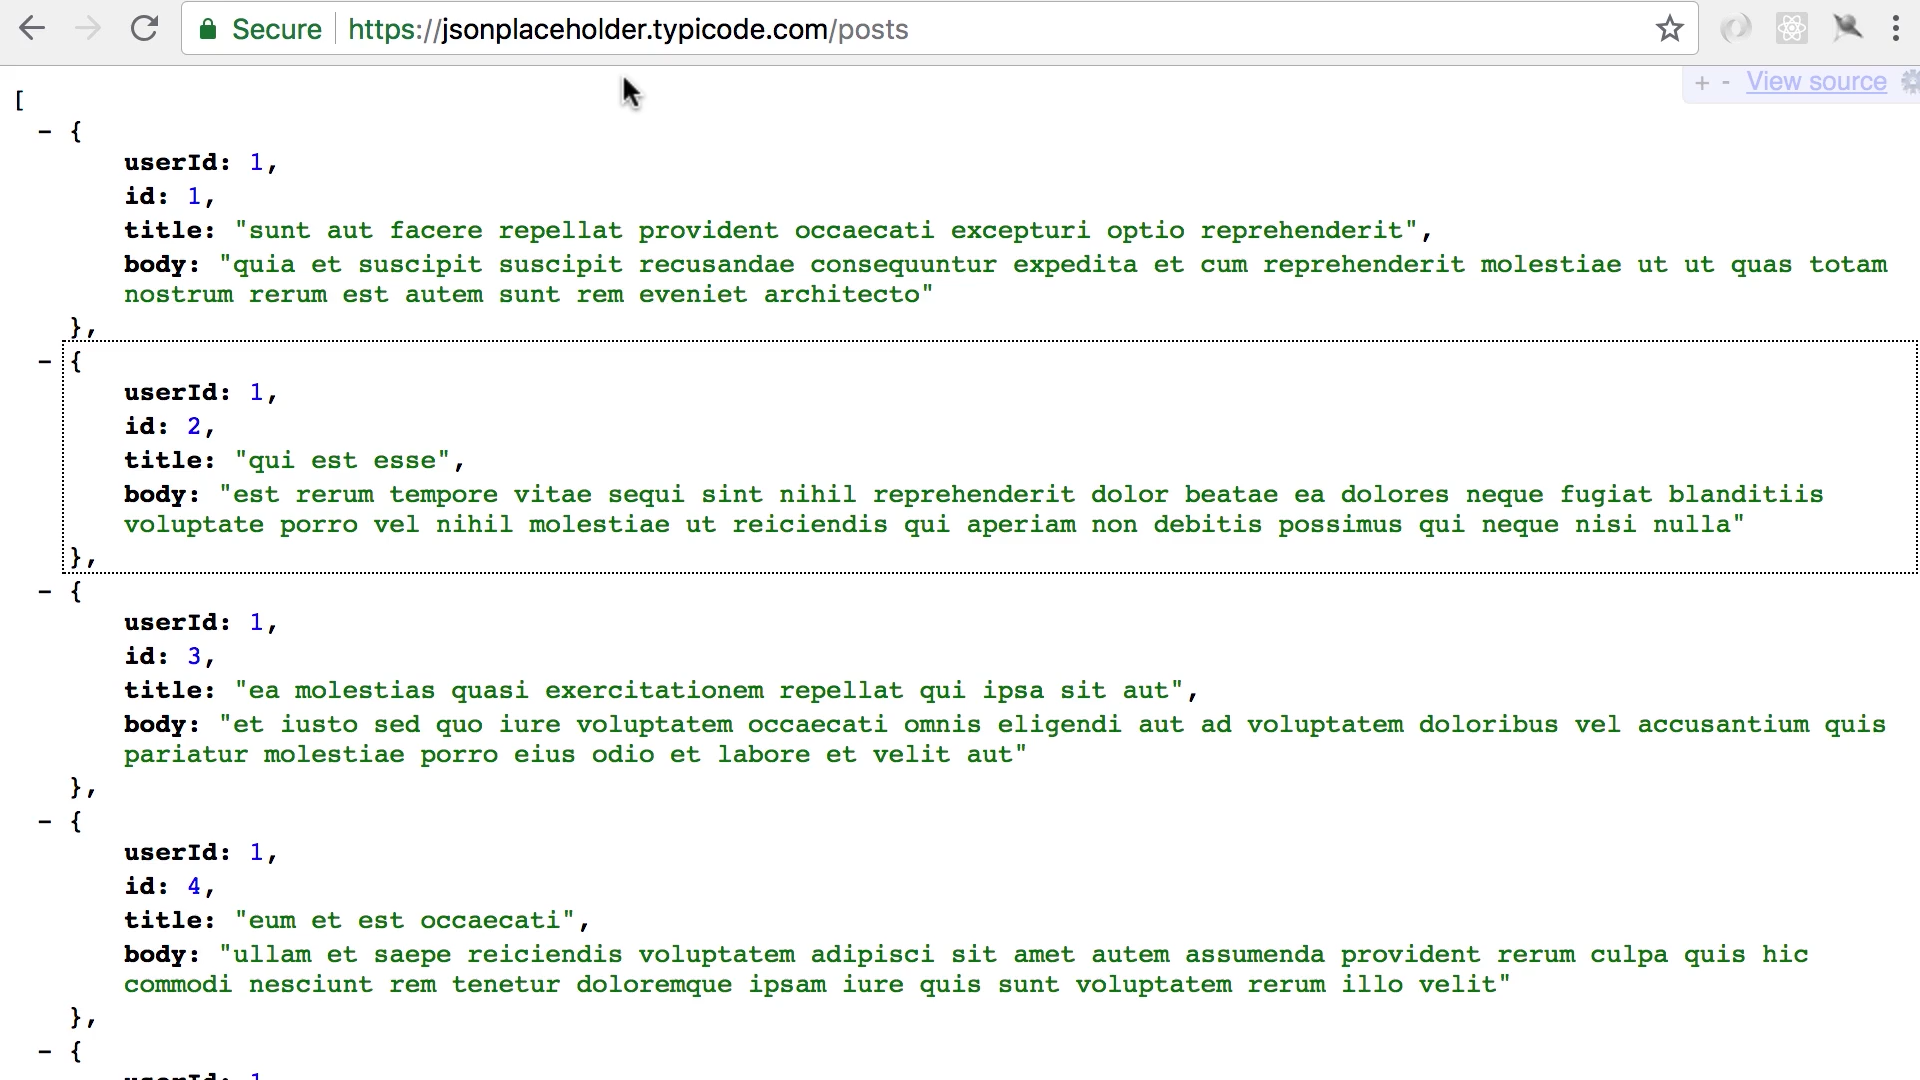 Secure https://jsonplaceholder.typicode.com/posts
+ - View source
[
- {
userId: 1,
id: 1,
title: "sunt aut facere repellat provident occaecati excepturi optio reprehenderit",
body: "quia et suscipit suscipit recusandae consequuntur expedita et cum reprehenderit molestiae ut ut quas totam
nostrum rerum est autem sunt rem eveniet architecto"
},
- {
userId: 1,
id: 2,
title: "qui est esse",
body: "est rerum tempore vitae sequi sint nihil reprehenderit dolor beatae ea dolores neque fugiat blanditiis
voluptate porro vel nihil molestiae ut reiciendis qui aperiam non debitis possimus qui neque nisi nulla"
},
- {
userId: 1,
id: 3,
title: "ea molestias quasi exercitationem repellat qui ipsa sit aut",
body: "et iusto sed quo iure voluptatem occaecati omnis eligendi aut ad voluptatem doloribus vel accusantium quis
pariatur molestiae porro eius odio et labore et velit aut"
},
- {
userId: 1,
id: 4,
title: "eum et est occaecati",
body: "ullam et saepe reiciendis voluptatem adipisci sit amet autem assumenda provident rerum culpa quis hic
commodi nesciunt rem tenetur doloremque ipsam iure quis sunt voluptatem rerum illo velit"
},
- {
userId: 1